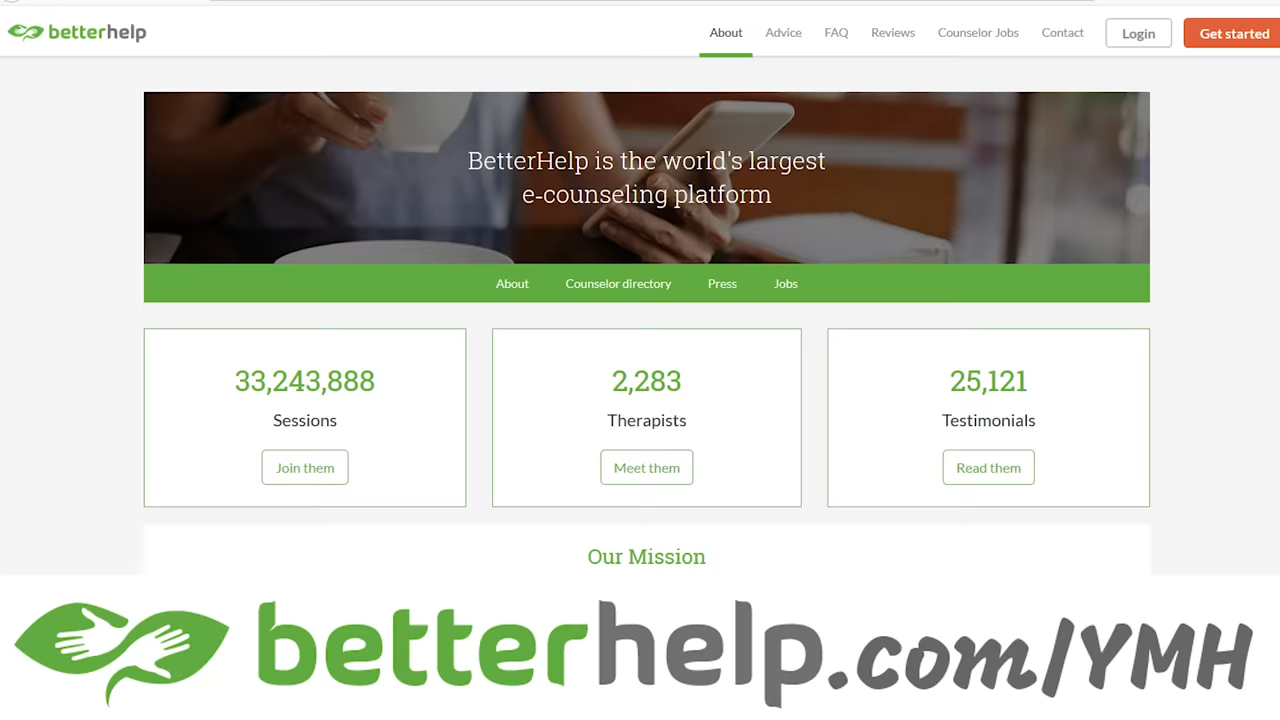 betterhelp
About Advice FAQ Reviews Counselor Jobs Contact Login Get started
BetterHelp is the world's largest
e-counseling platform
About Counselor directory Press Jobs
33,243,888
Sessions
Join them
2,283
Therapists
Meet them
25,121
Testimonials
Read them
Our Mission
betterhelp.com/YMH